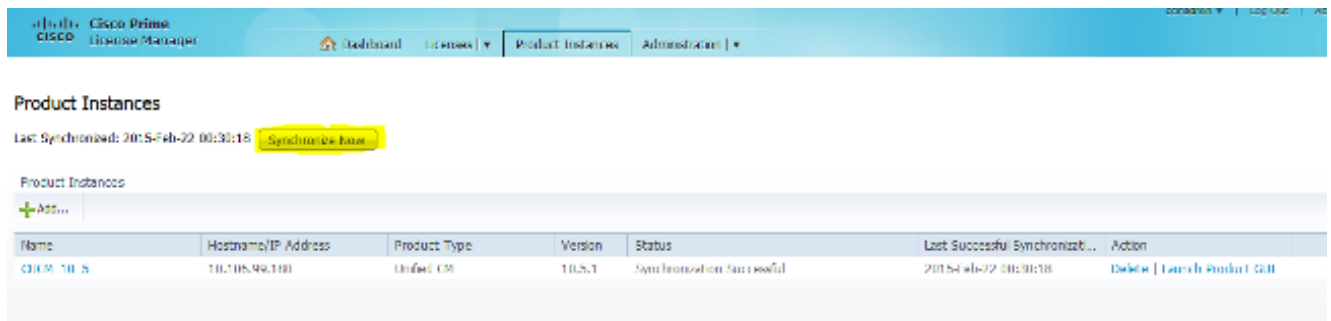 Cisco Prime
CISCO License Manager
Dashboard Licenses | ▼ Product Instances Administration | ▼
Product Instances
Last Synchronized: 2015-Feb-22 00:30:18 Synchronize Now
Product Instances
Add...
Name Hostname/IP Address Product Type Version Status Last Successful Synchronizati... Action
CUCM_10_5 10.106.99.180 Unified CM 10.5.1 Synchronization Successful 2015-Feb-22 00:30:18 Delete | Launch Product GUI